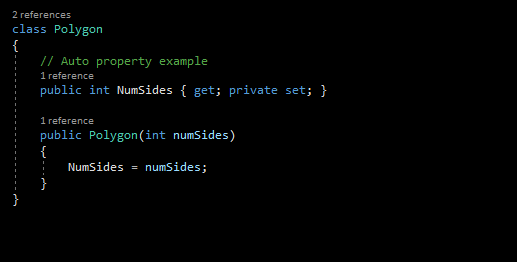 2 references
class Polygon
{
// Auto property example
1 reference
public int NumSides { get; private set; }
1 reference
public Polygon(int numSides)
{
NumSides = numSides;
}
}